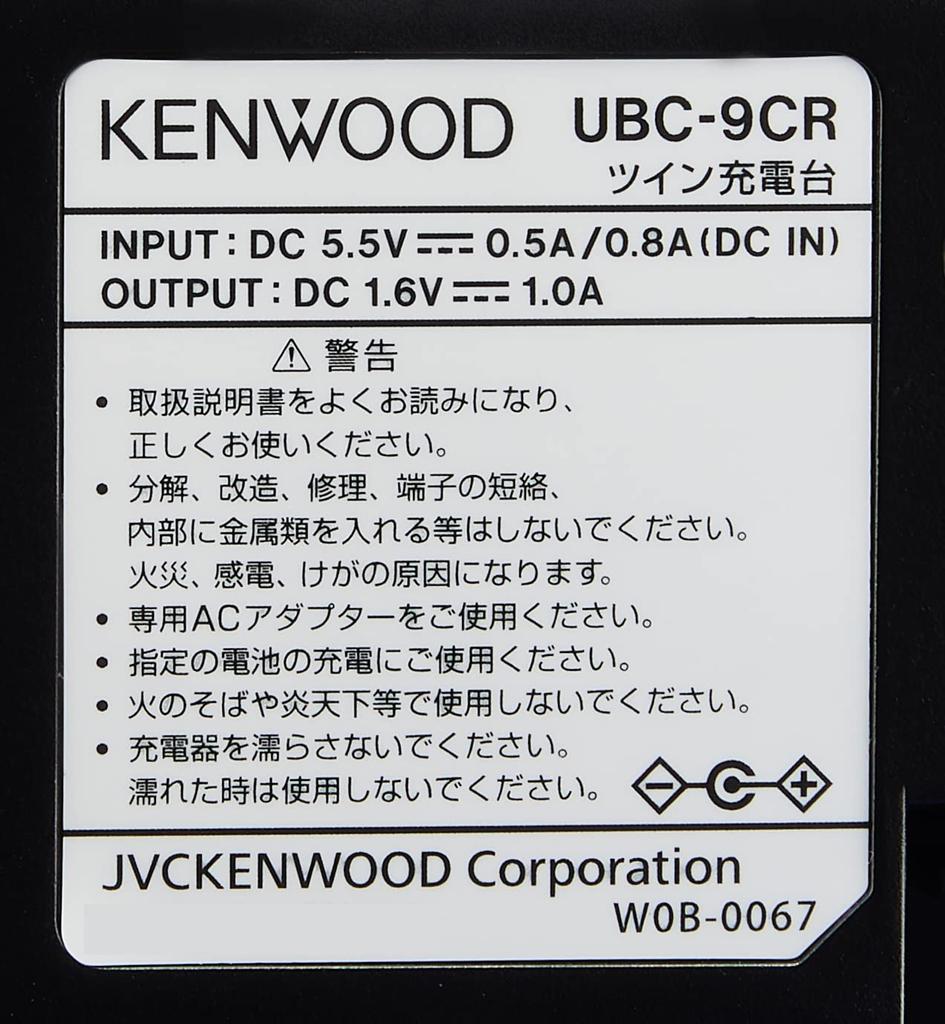 KENWOOD UBC-9CR
ツイン充電台
INPUT: DC 5.5V ⎓ 0.5A/0.8A(DC IN)
OUTPUT: DC 1.6V ⎓ 1.0A
⚠ 警告
• 取扱説明書をよくお読みになり、
正しくお使いください。
• 分解、改造、修理、端子の短絡、
内部に金属類を入れる等はしないでください。
火災、感電、けがの原因になります。
• 専用ACアダプターをご使用ください。
• 指定の電池の充電にご使用ください。
• 火のそばや炎天下等で使用しないでください。
• 充電器を濡らさないでください。
濡れた時は使用しないでください。
JVCKENWOOD Corporation
W0B-0067